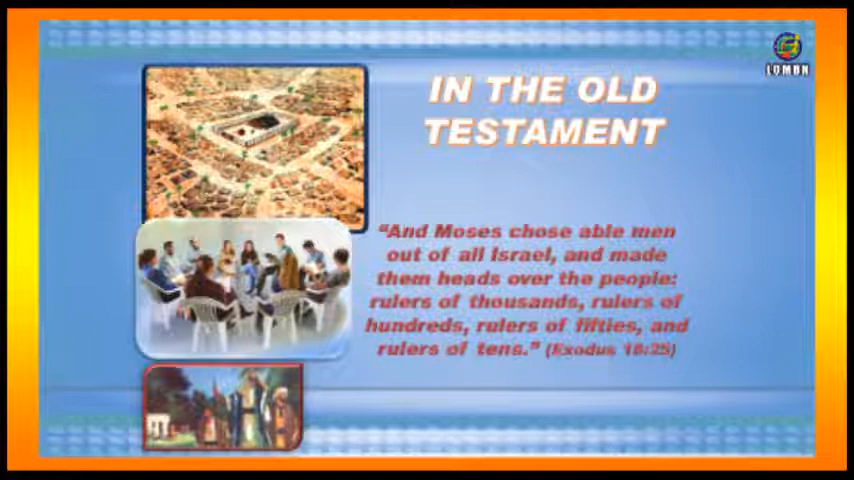 LOMBN
IN THE OLD
TESTAMENT
“And Moses chose able men
out of all Israel, and made
them heads over the people:
rulers of thousands, rulers of
hundreds, rulers of fifties, and
rulers of tens.” (Exodus 18:25)